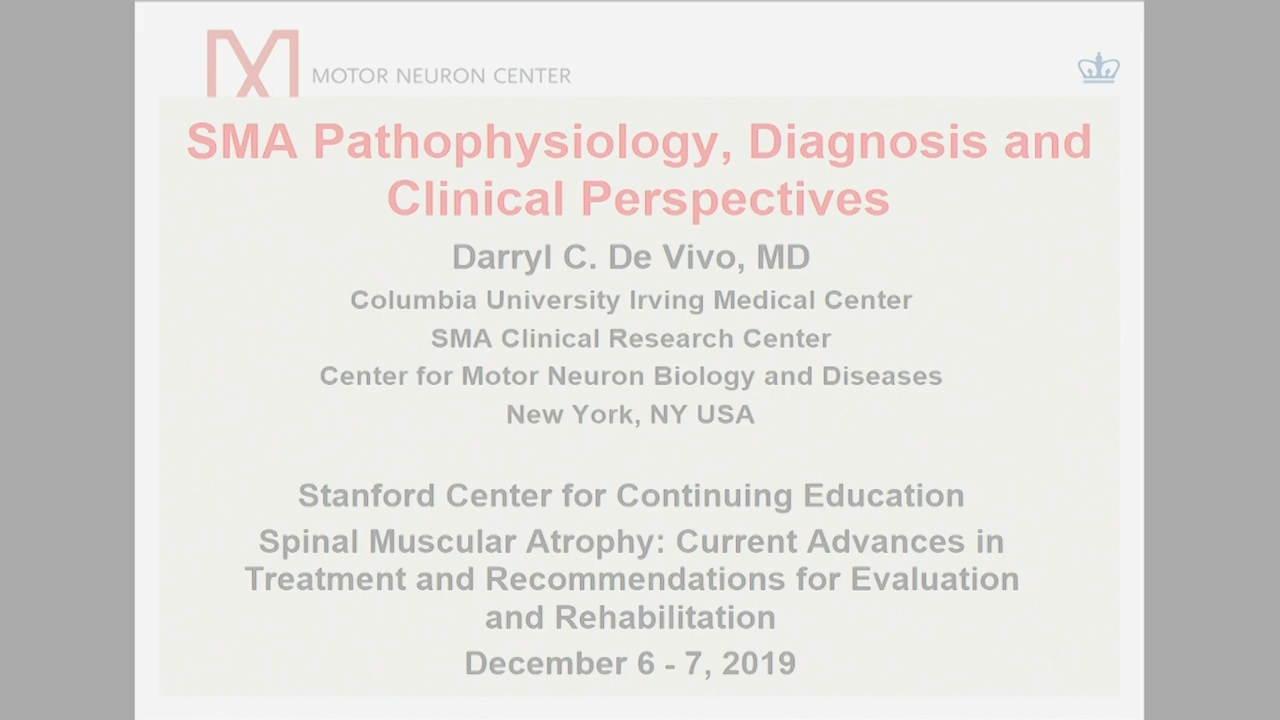 MOTOR NEURON CENTER
SMA Pathophysiology, Diagnosis and
Clinical Perspectives
Darryl C. De Vivo, MD
Columbia University Irving Medical Center
SMA Clinical Research Center
Center for Motor Neuron Biology and Diseases
New York, NY USA
Stanford Center for Continuing Education
Spinal Muscular Atrophy: Current Advances in
Treatment and Recommendations for Evaluation
and Rehabilitation
December 6 - 7, 2019